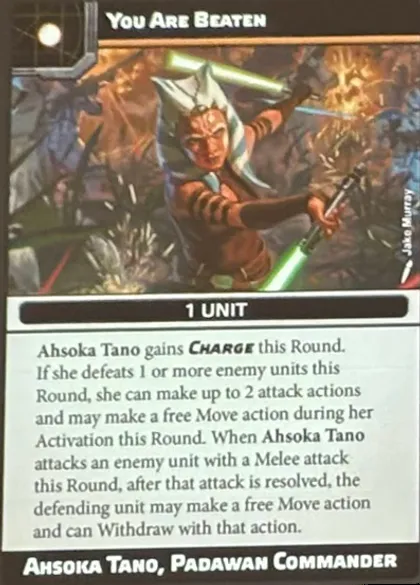 YOU ARE BEATEN
Jake Murray
1 UNIT
Ahsoka Tano gains CHARGE this Round.
If she defeats 1 or more enemy units this
Round, she can make up to 2 attack actions
and may make a free Move action during her
Activation this Round. When Ahsoka Tano
attacks an enemy unit with a Melee attack
this Round, after that attack is resolved, the
defending unit may make a free Move action
and can Withdraw with that action.
AHSOKA TANO, PADAWAN COMMANDER